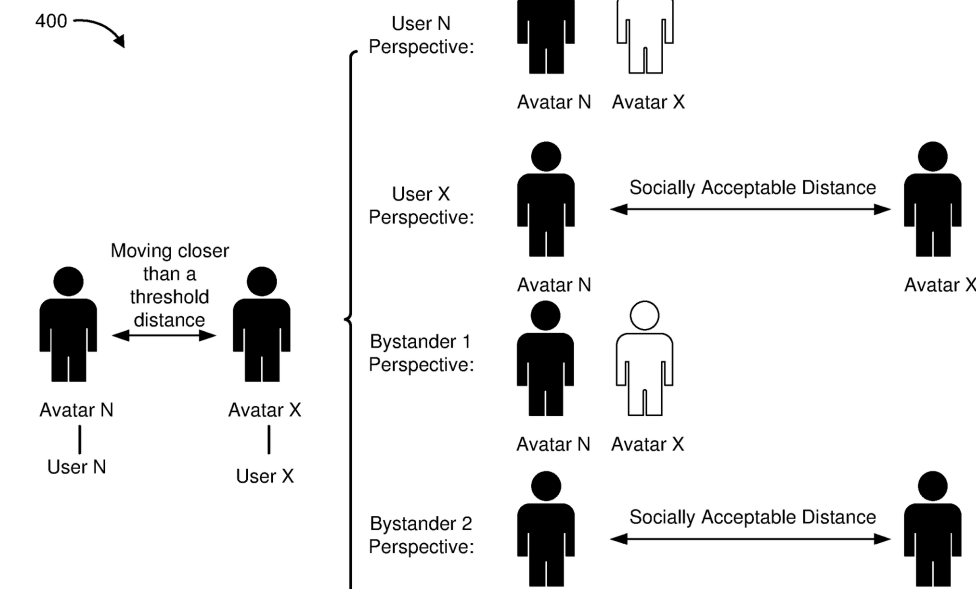 400
User N
Perspective:
Avatar N Avatar X
User X
Perspective:
Socially Acceptable Distance
Avatar N
Avatar X
Moving closer
than a
threshold
distance
Avatar N
Avatar X
User N
User X
Bystander 1
Perspective:
Avatar N Avatar X
Bystander 2
Perspective:
Socially Acceptable Distance